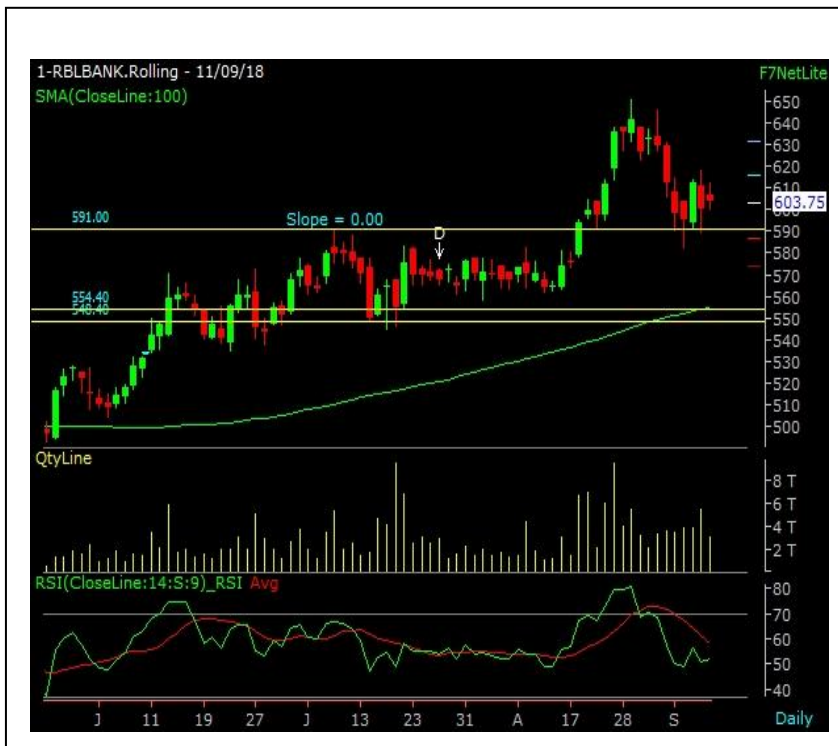 1-RBLBANK.Rolling - 11/09/18 F7NetLite
SMA(CloseLine:100)
650
640
630
620
610
603.75
600
591.00 Slope = 0.00 590
D
580
570
554.40 560
548.40 550
540
530
520
510
500
QtyLine
8 T
6 T
4 T
2 T
RSI(CloseLine:14:S:9)_RSI Avg
80
70
60
50
40
J 11 19 27 J 13 23 31 A 17 28 S Daily